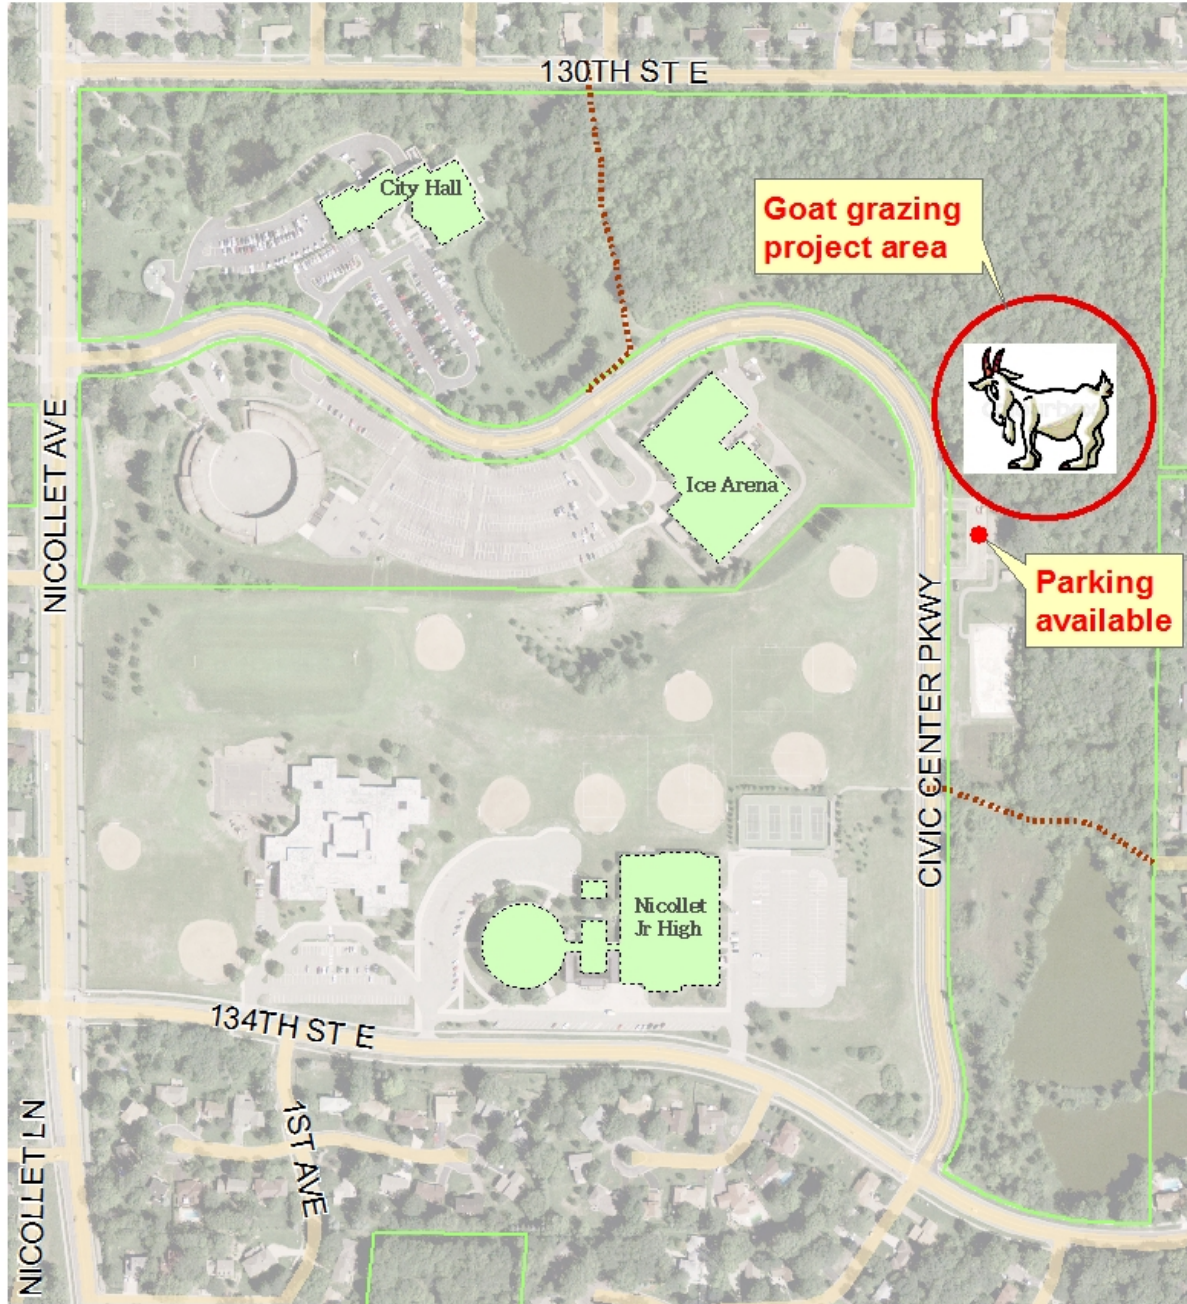 130TH ST E
City Hall
Goat grazing
project area
NICOLLET AVE
Ice Arena
Parking
available
CIVIC CENTER PKWY
Nicollet
Jr High
134TH ST E
1ST AVE
NICOLLET LN